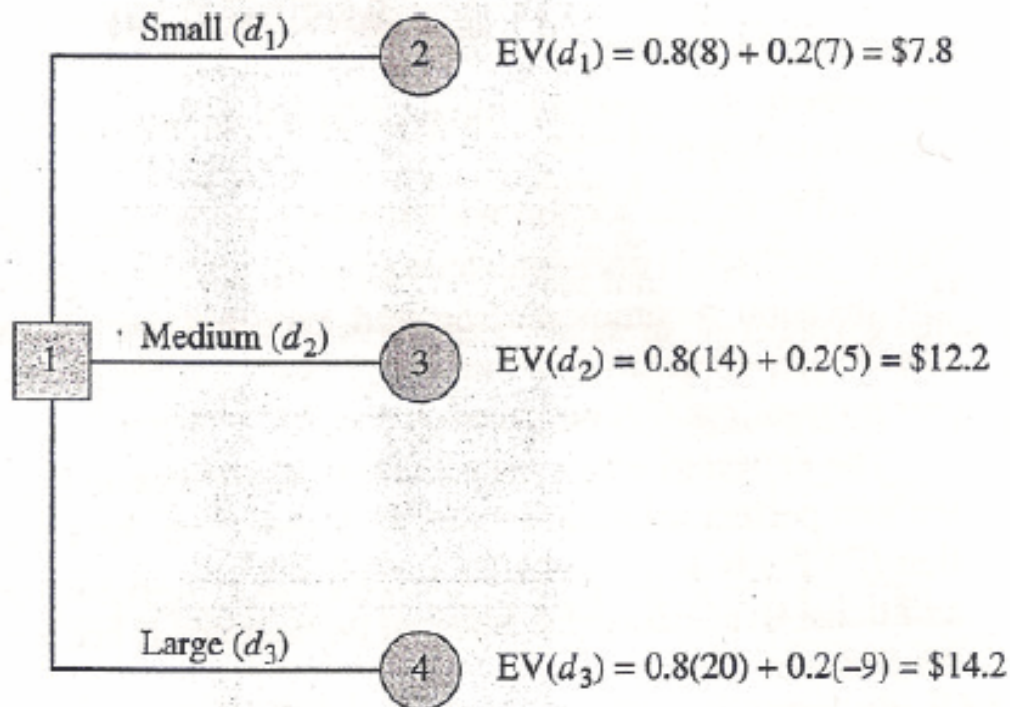 Small (d₁)
2 EV(d₁) = 0.8(8) + 0.2(7) = $7.8
1 Medium (d₂)
3 EV(d₂) = 0.8(14) + 0.2(5) = $12.2
Large (d₃)
4 EV(d₃) = 0.8(20) + 0.2(–9) = $14.2